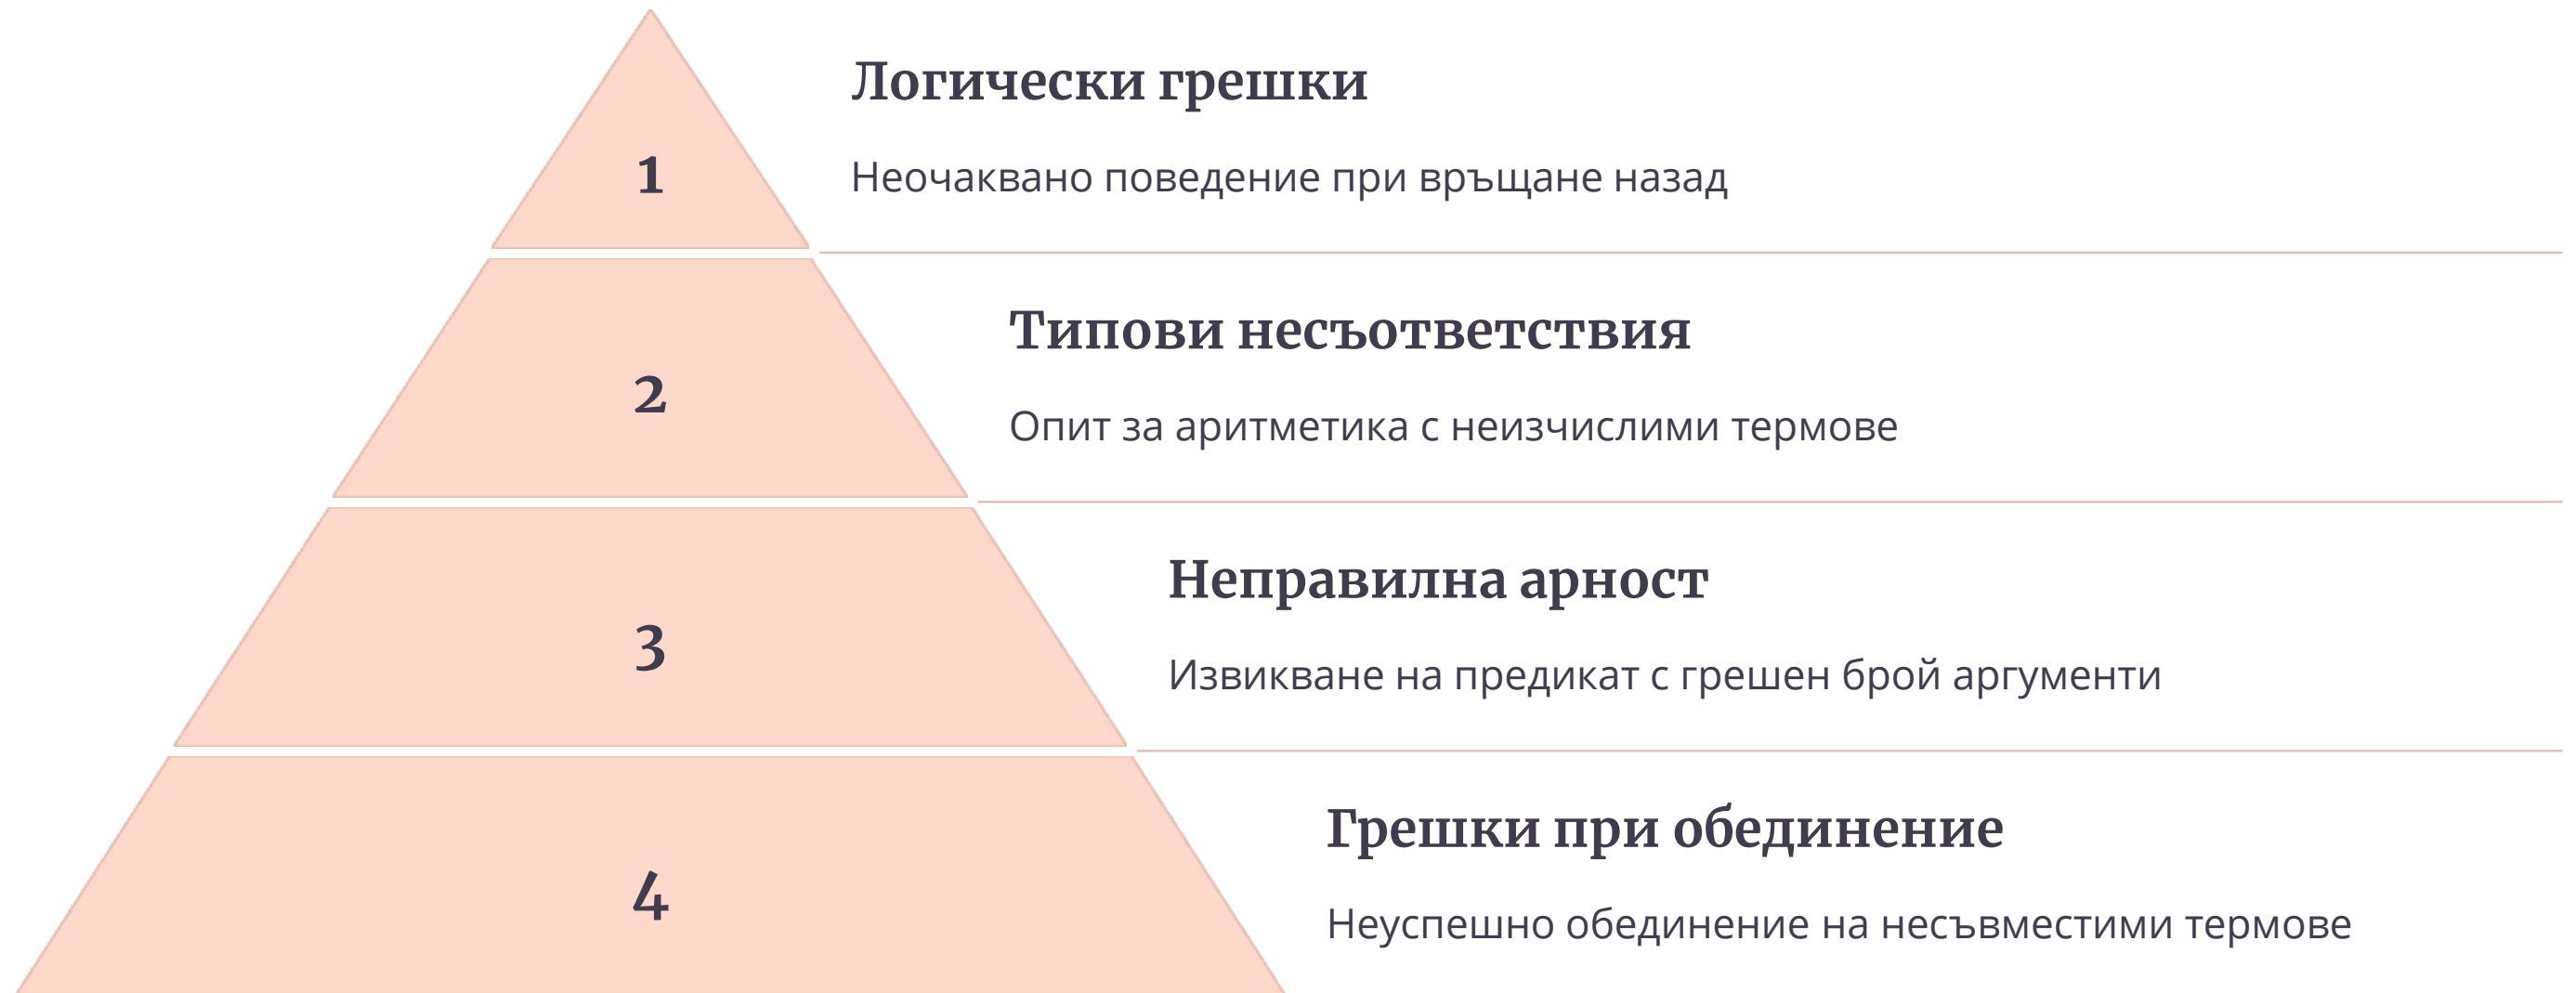 1
Логически грешки
Неочаквано поведение при връщане назад
2
Типови несъответствия
Опит за аритметика с неизчислими термове
3
Неправилна арност
Извикване на предикат с грешен брой аргументи
4
Грешки при обединение
Неуспешно обединение на несъвместими термове